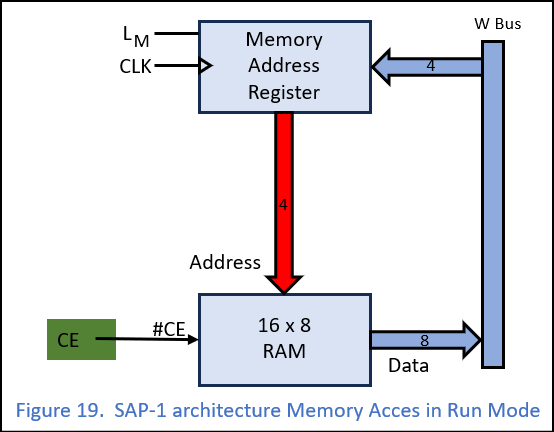 W Bus
LM
CLK
Memory
Address
Register
4
4
Address
CE
#CE
16 x 8
RAM
8
Data
Figure 19. SAP-1 architecture Memory Acces in Run Mode